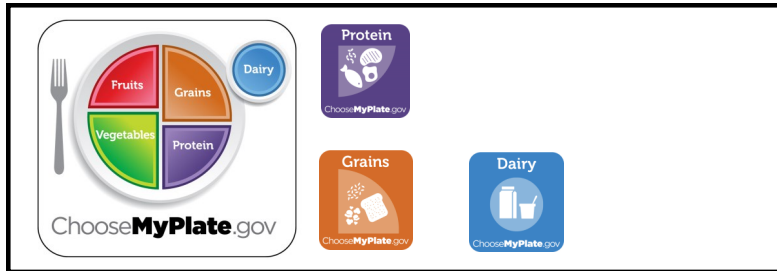 Fruits
Grains
Dairy
Vegetables
Protein
ChooseMyPlate.gov
Protein
ChooseMyPlate.gov
Grains
ChooseMyPlate.gov
Dairy
ChooseMyPlate.gov